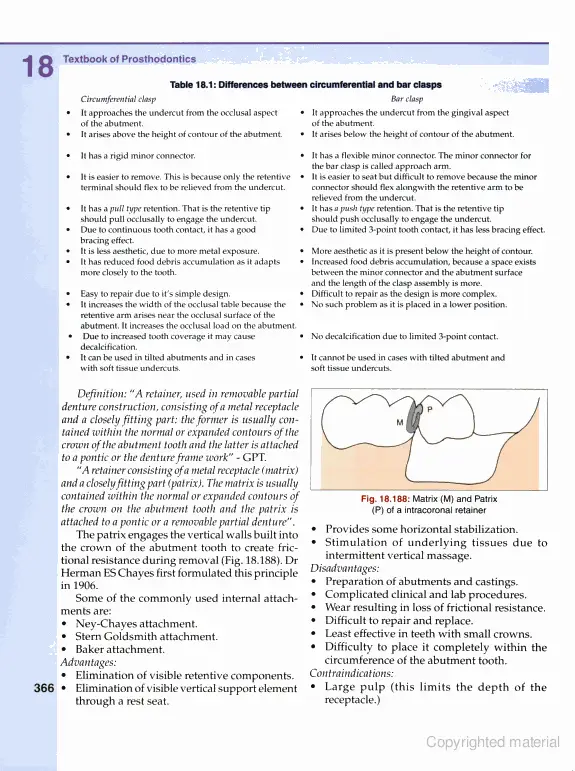 18
Textbook of Prosthodontics
Table 18.1: Differences between circumferential and bar clasps
Circumferential clasp
• It approaches the undercut from the occlusal aspect
of the abutment.
• It arises above the height of contour of the abutment.
• It has a rigid minor connector.
• It is easier to remove. This is because only the retentive
terminal should flex to be relieved from the undercut.
• It has a pull type retention. That is the retentive tip
should pull occlusally to engage the undercut.
• Due to continuous tooth contact, it has a good
bracing effect.
• It is less aesthetic, due to more metal exposure.
• It has reduced food debris accumulation as it adapts
more closely to the tooth.
• Easy to repair due to it's simple design.
• It increases the width of the occlusal table because the
retentive arm arises near the occlusal surface of the
abutment. It increases the occlusal load on the abutment.
• Due to increased tooth coverage it may cause
decalcification.
• It can be used in tilted abutments and in cases
with soft tissue undercuts.
Bar clasp
• It approaches the undercut from the gingival aspect
of the abutment.
• It arises below the height of contour of the abutment.
• It has a flexible minor connector. The minor connector for
the bar clasp is called approach arm.
• It is easier to seat but difficult to remove because the minor
connector should flex alongwith the retentive arm to be
relieved from the undercut.
• It has a push type retention. That is the retentive tip
should push occlusally to engage the undercut.
• Due to limited 3-point tooth contact, it has less bracing effect.
• More aesthetic as it is present below the height of contour.
• Increased food debris accumulation, because a space exists
between the minor connector and the abutment surface
and the length of the clasp assembly is more.
• Difficult to repair as the design is more complex.
• No such problem as it is placed in a lower position.
• No decalcification due to limited 3-point contact.
• It cannot be used in cases with tilted abutment and
soft tissue undercuts.
Definition: "A retainer, used in removable partial
denture construction, consisting of a metal receptacle
and a closely fitting part: the former is usually con-
tained within the normal or expanded contours of the
crown of the abutment tooth and the latter is attached
to a pontic or the denture frame work" - GPT.
"A retainer consisting of a metal receptacle (matrix)
and a closely fitting part (patrix). The matrix is usually
contained within the normal or expanded contours of
the crown on the abutment tooth and the patrix is
attached to a pontic or a removable partial denture".
The patrix engages the vertical walls built into
the crown of the abutment tooth to create fric-
tional resistance during removal (Fig. 18.188). Dr
Herman ES Chayes first formulated this principle
in 1906.
Some of the commonly used internal attach-
ments are:
• Ney-Chayes attachment.
• Stern Goldsmith attachment.
• Baker attachment.
Advantages:
• Elimination of visible retentive components.
• Elimination of visible vertical support element
through a rest seat.
366
M
P
Fig. 18.188: Matrix (M) and Patrix
(P) of a intracoronal retainer
• Provides some horizontal stabilization.
• Stimulation of underlying tissues due to
intermittent vertical massage.
Disadvantages:
• Preparation of abutments and castings.
• Complicated clinical and lab procedures.
• Wear resulting in loss of frictional resistance.
• Difficult to repair and replace.
• Least effective in teeth with small crowns.
• Difficulty to place it completely within the
circumference of the abutment tooth.
Contraindications:
• Large pulp (this limits the depth of the
receptacle.)
Copyrighted material